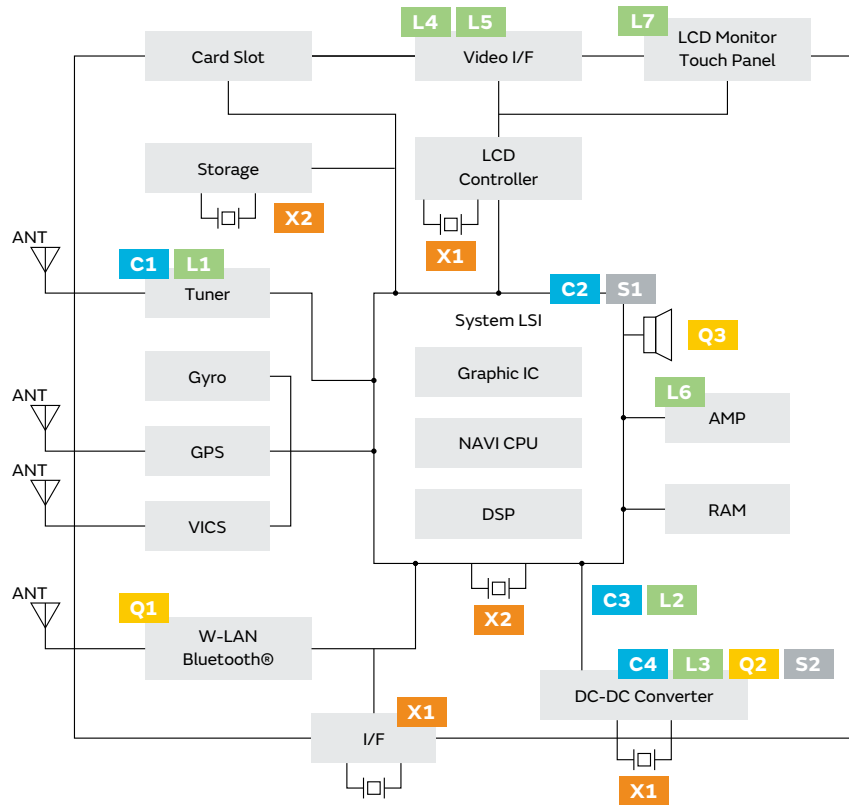 L4 L5
L7
Card Slot
Video I/F
LCD Monitor
Touch Panel
Storage
LCD
Controller
X2
X1
ANT
C1 L1
Tuner
C2 S1
System LSI
Q3
Gyro
Graphic IC
L6
AMP
ANT
GPS
NAVI CPU
ANT
VICS
DSP
RAM
ANT
Q1
X2
C3 L2
W-LAN
Bluetooth®
C4 L3 Q2 S2
DC-DC Converter
X1
I/F
X1